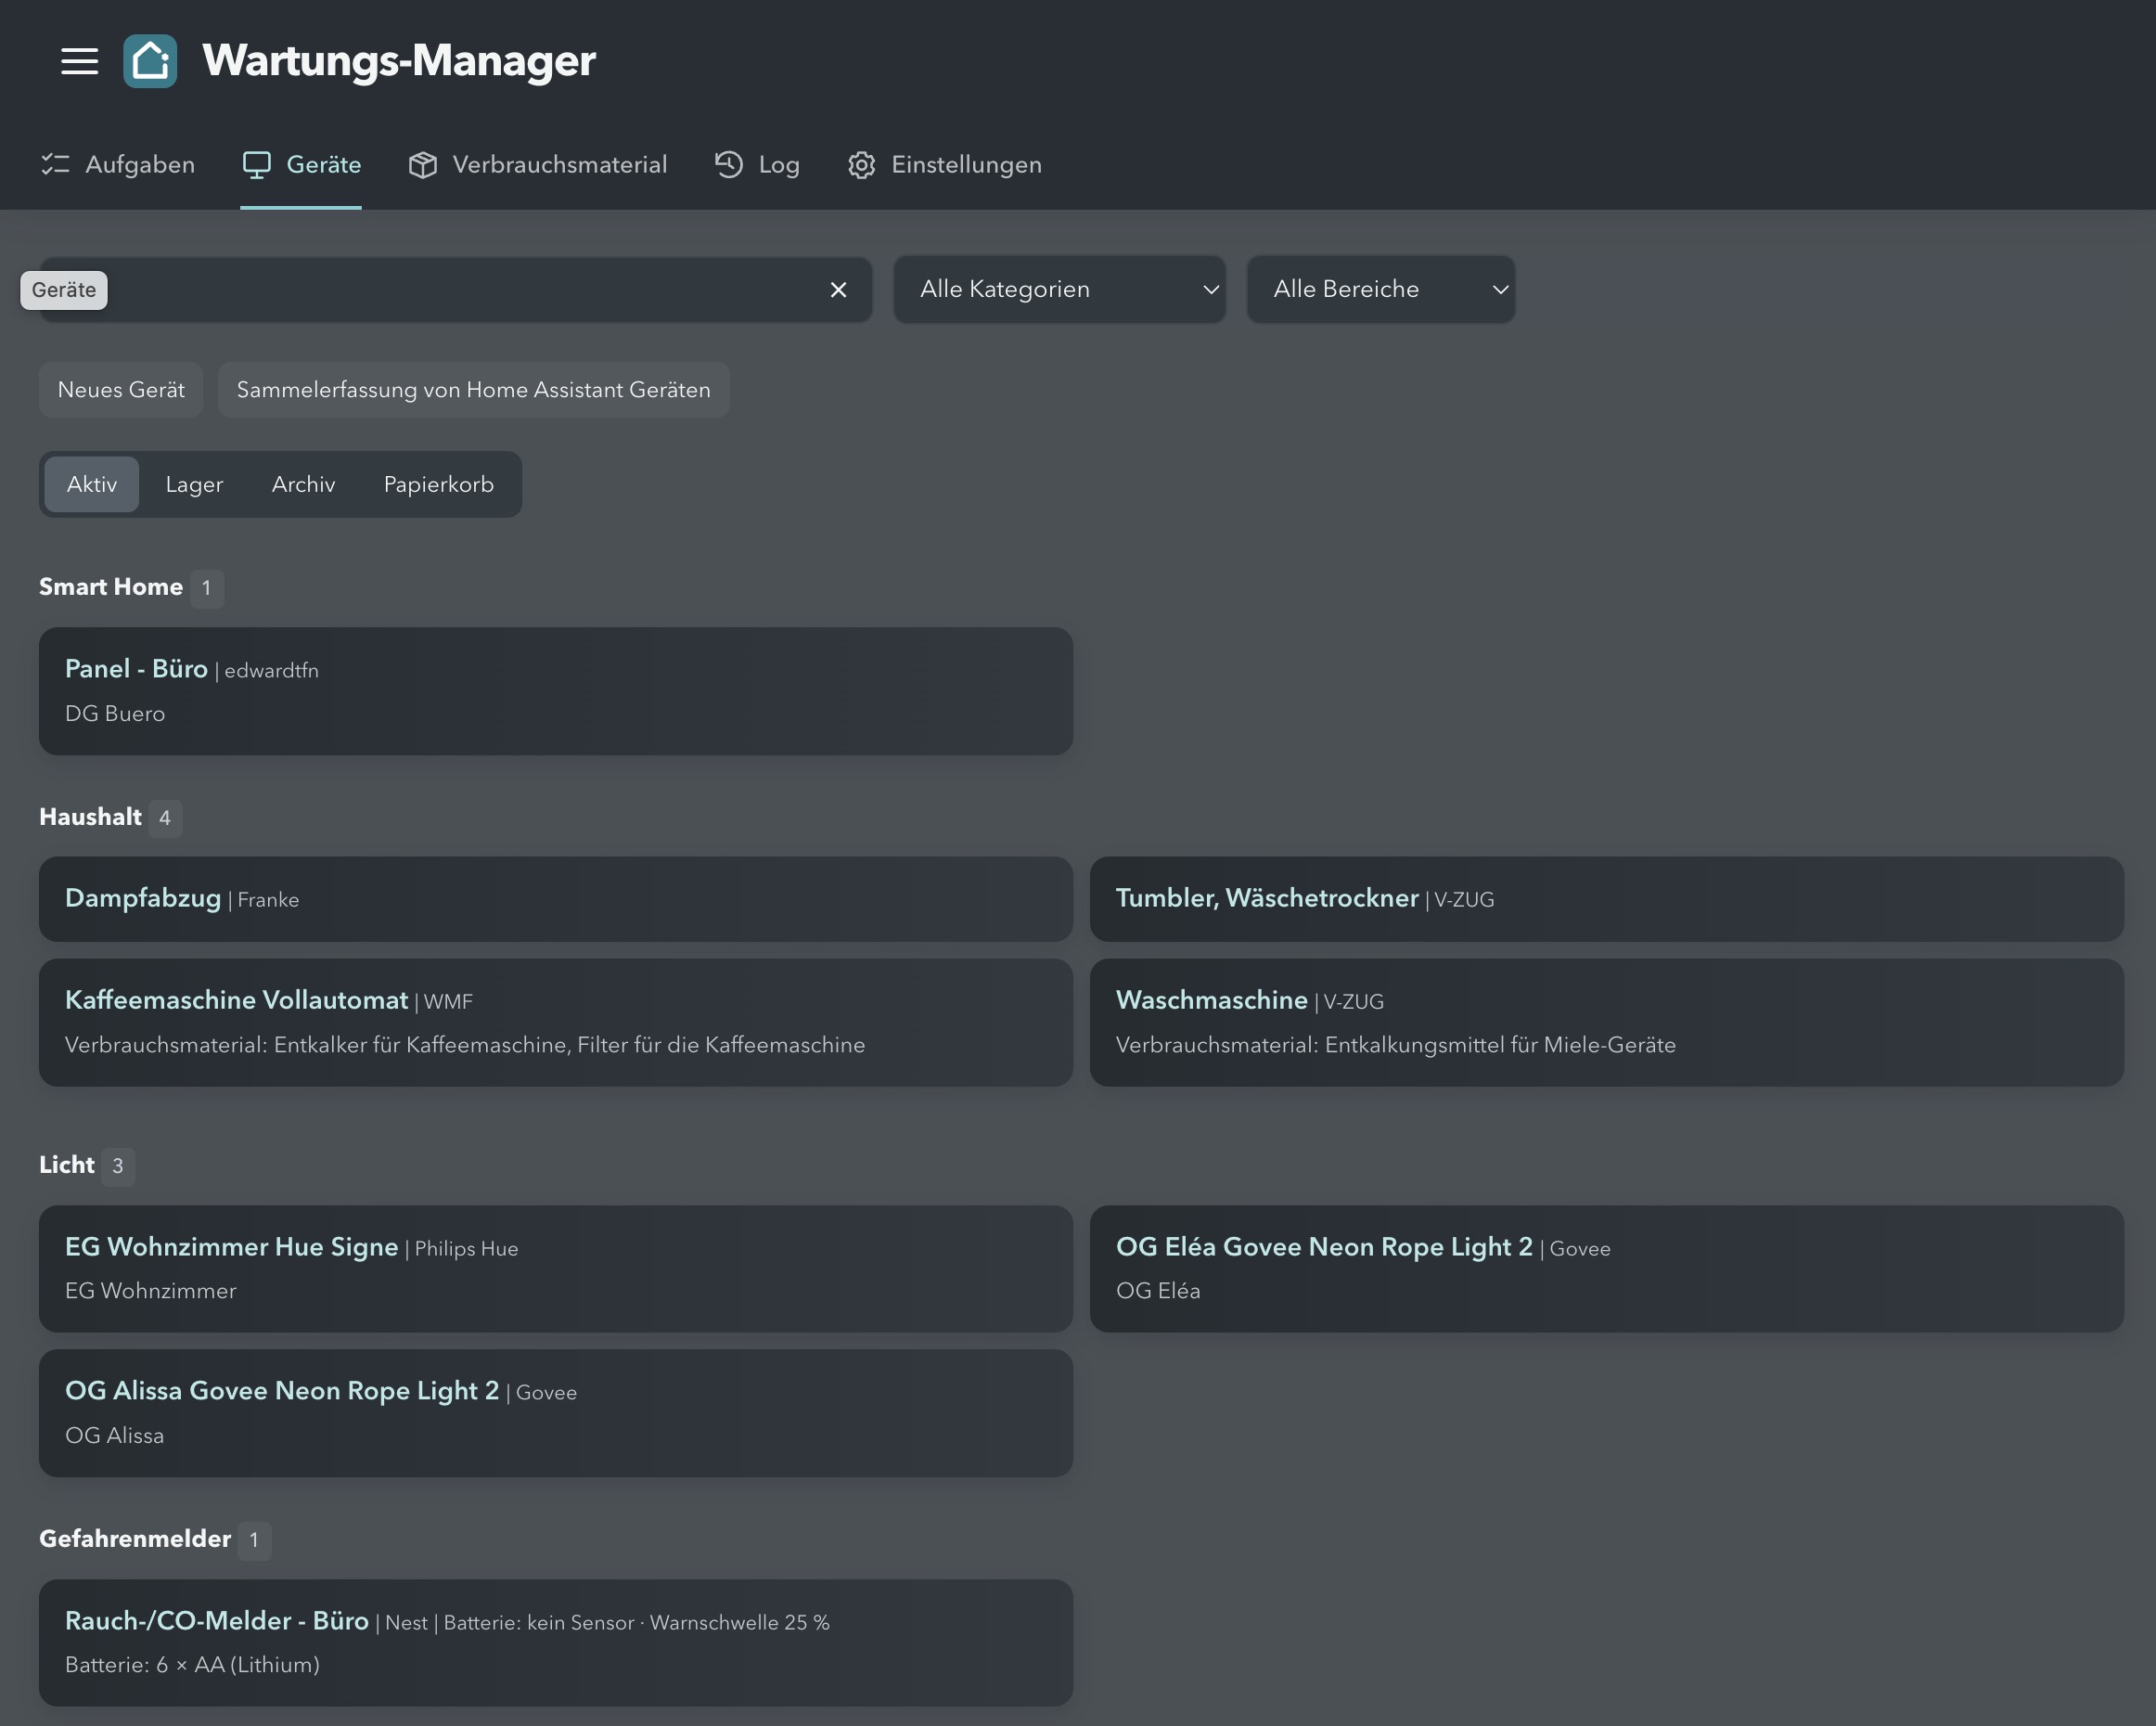 Wartungs-Manager
Aufgaben Geräte Verbrauchsmaterial Log Einstellungen
Geräte Alle Kategorien Alle Bereiche
Neues Gerät Sammelerfassung von Home Assistant Geräten
Aktiv Lager Archiv Papierkorb
Smart Home 1
Panel - Büro | edwardtfn
DG Buero
Haushalt 4
Dampfabzug | Franke
Tumbler, Wäschetrockner | V-ZUG
Kaffeemaschine Vollautomat | WMF
Verbrauchsmaterial: Entkalker für Kaffeemaschine, Filter für die Kaffeemaschine
Waschmaschine | V-ZUG
Verbrauchsmaterial: Entkalkungsmittel für Miele-Geräte
Licht 3
EG Wohnzimmer Hue Signe | Philips Hue
EG Wohnzimmer
OG Eléa Govee Neon Rope Light 2 | Govee
OG Eléa
OG Alissa Govee Neon Rope Light 2 | Govee
OG Alissa
Gefahrenmelder 1
Rauch-/CO-Melder - Büro | Nest | Batterie: kein Sensor · Warnschwelle 25 %
Batterie: 6 × AA (Lithium)